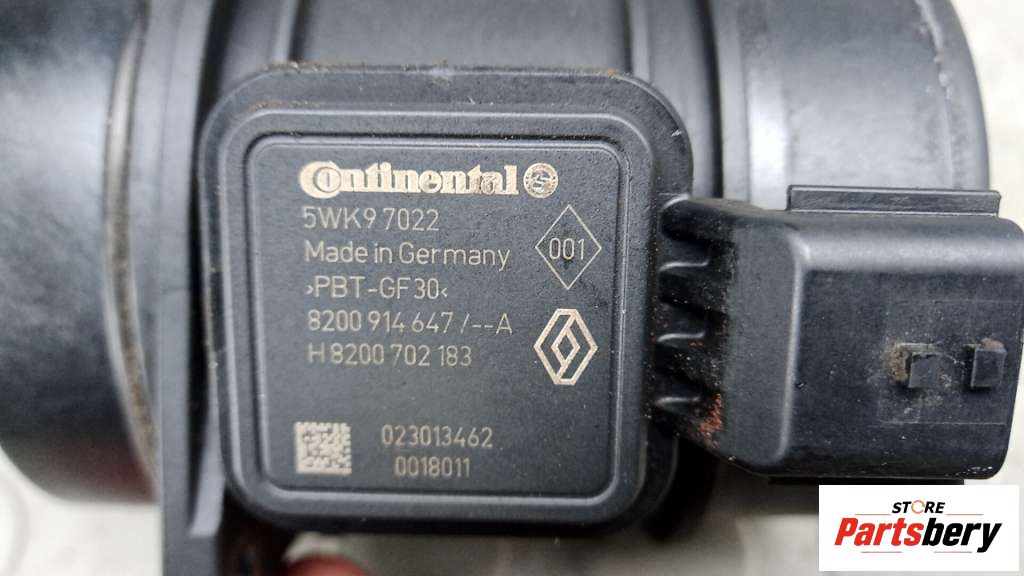 Continental
5WK9 7022
Made in Germany
001
›PBT-GF30‹
8200 914 647 /--A
H 8200 702 183
023013462
0018011
STORE
Partsbery